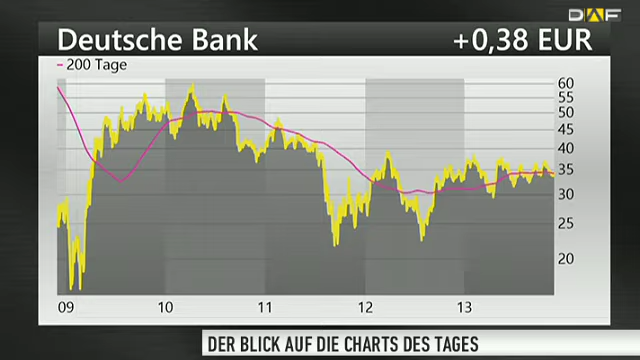 DAF
Deutsche Bank +0,38 EUR
200 Tage
60
55
50
45
40
35
30
25
20
09 10 11 12 13
DER BLICK AUF DIE CHARTS DES TAGES